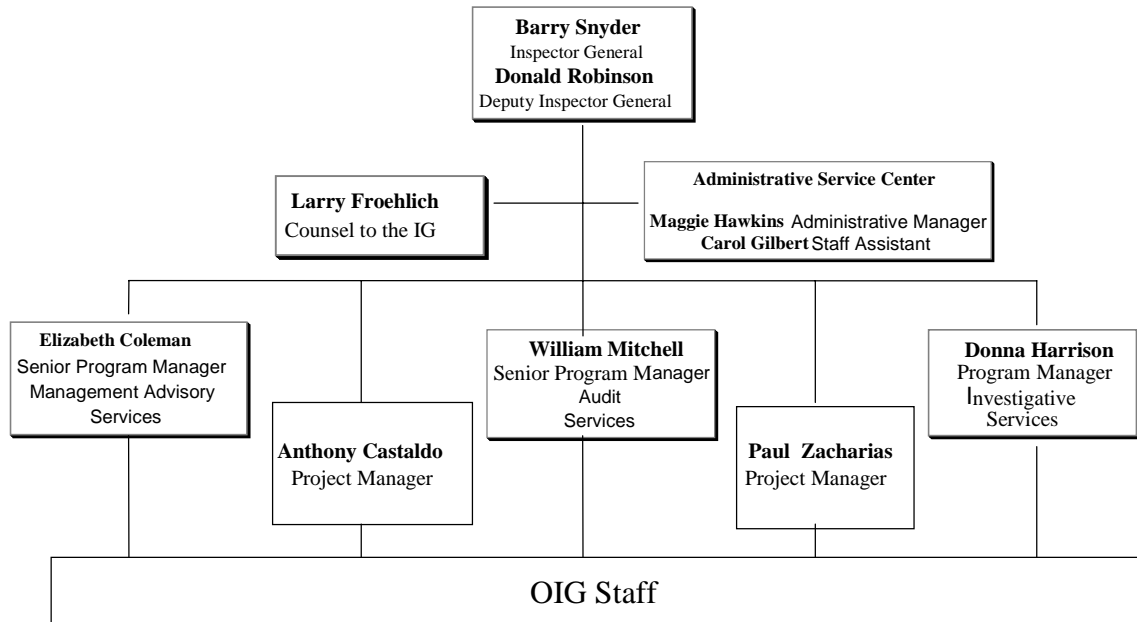 Barry Snyder
Inspector General
Donald Robinson
Deputy Inspector General
Larry Froehlich
Counsel to the IG
Administrative Service Center
Maggie Hawkins Administrative Manager
Carol Gilbert Staff Assistant
Elizabeth Coleman
Senior Program Manager
Management Advisory
Services
Anthony Castaldo
Project Manager
William Mitchell
Senior Program Manager
Audit
Services
Paul Zacharias
Project Manager
Donna Harrison
Program Manager
Investigative
Services
OIG Staff